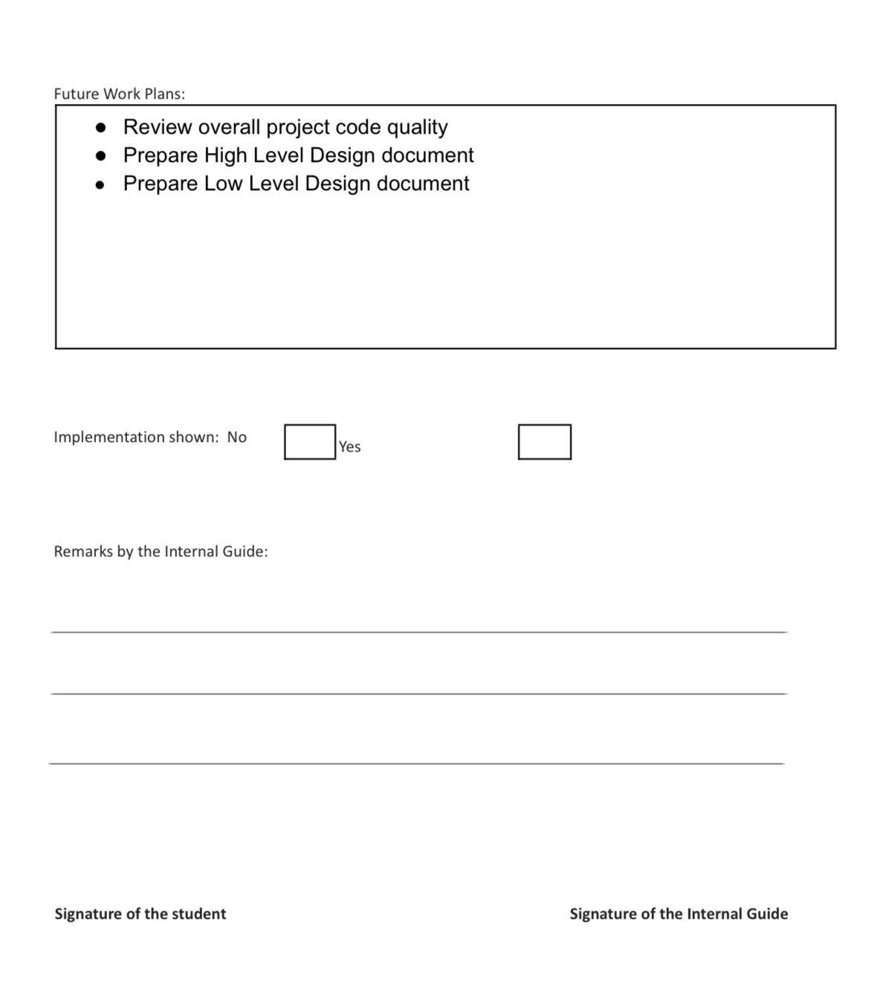 Future Work Plans:
● Review overall project code quality
● Prepare High Level Design document
● Prepare Low Level Design document
Implementation shown: No Yes
Remarks by the Internal Guide:
Signature of the student Signature of the Internal Guide